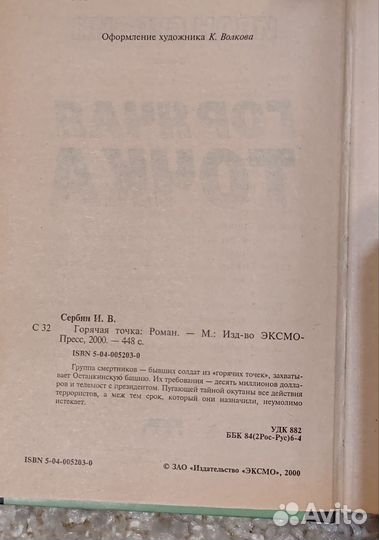 Оформление художника К. Волкова
ГОРЯЧАЯ
ТОЧКА
Сербин И. В.
С 32
Горячая точка: Роман. — М.: Изд-во ЭКСМО-
Пресс, 2000. — 448 с.
ISBN 5-04-005203-0
Группа смертников — бывших солдат из «горячих точек», захваты-
вает Останкинскую башню. Их требования — десять миллионов долла-
ров и телемост с президентом. Пугающей тайной окутаны все действия
террористов, а меж тем срок, который они назначили, неумолимо
истекает.
УДК 882
ББК 84(2Рос-Рус)6-4
ISBN 5-04-005203-0
© ЗАО «Издательство «ЭКСМО», 2000
Avito